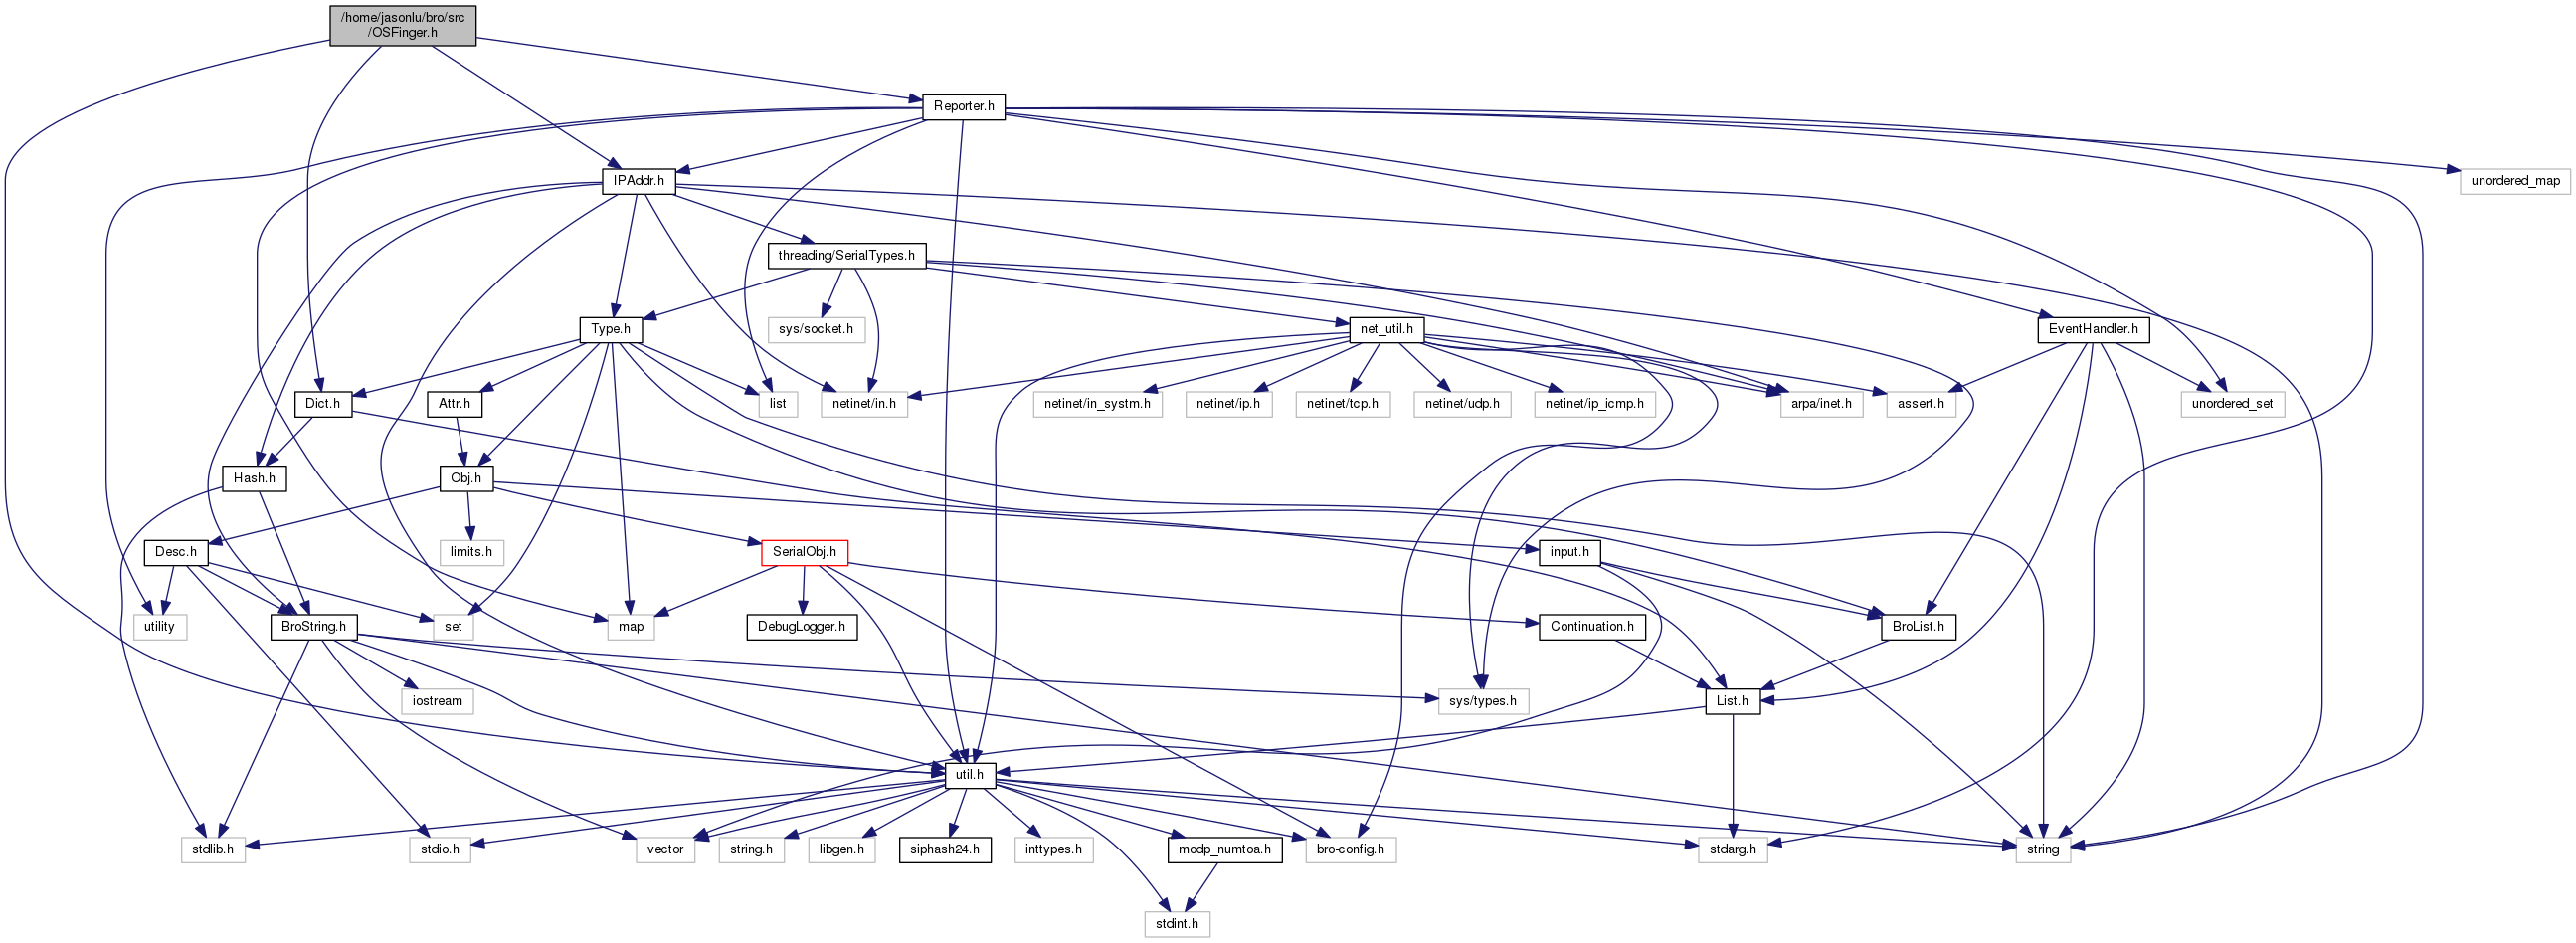 /home/jasonlu/bro/src
/OSFinger.h
Reporter.h
IPAddr.h
unordered_map
threading/SerialTypes.h
Type.h
sys/socket.h
net_util.h
EventHandler.h
Dict.h
Attr.h
list
netinet/in.h
netinet/in_systm.h
netinet/ip.h
netinet/tcp.h
netinet/udp.h
netinet/ip_icmp.h
arpa/inet.h
assert.h
unordered_set
Hash.h
Obj.h
Desc.h
limits.h
SerialObj.h
input.h
utility
BroString.h
set
map
DebugLogger.h
Continuation.h
BroList.h
iostream
sys/types.h
List.h
util.h
stdlib.h
stdio.h
vector
string.h
libgen.h
siphash24.h
inttypes.h
modp_numtoa.h
bro-config.h
stdarg.h
string
stdint.h